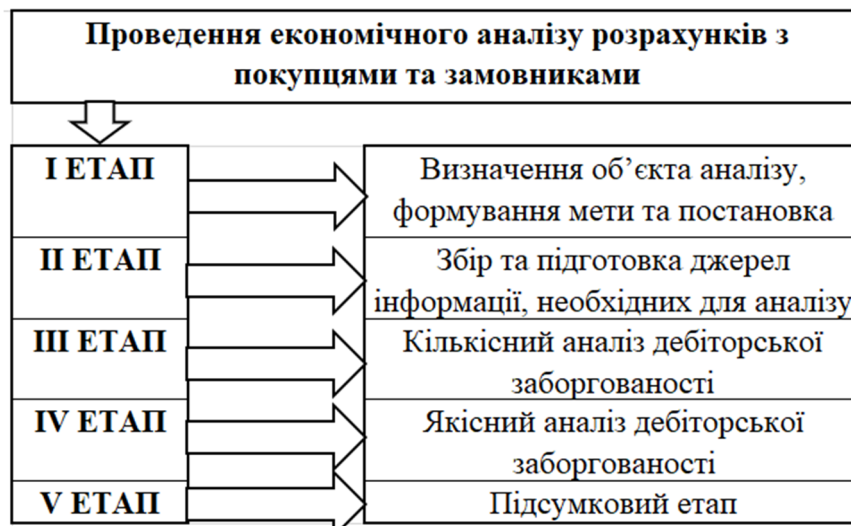 Проведення економічного аналізу розрахунків з
покупцями та замовниками
І ЕТАП
Визначення об’єкта аналізу,
формування мети та постановка
ІІ ЕТАП
Збір та підготовка джерел
інформації, необхідних для аналізу
ІІІ ЕТАП
Кількісний аналіз дебіторської
заборгованості
IV ЕТАП
Якісний аналіз дебіторської
заборгованості
V ЕТАП
Підсумковий етап